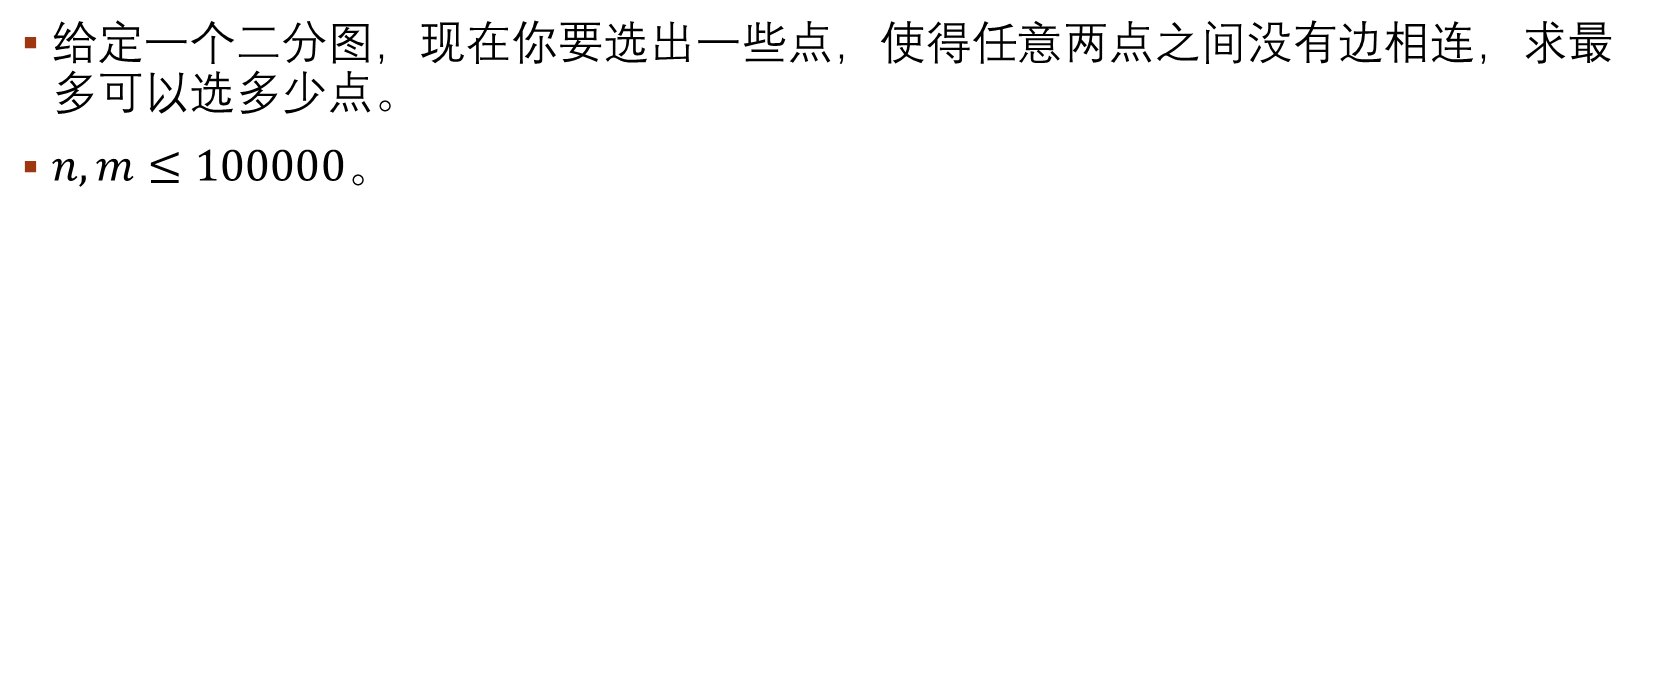 ▪ 给定一个二分图，现在你要选出一些点，使得任意两点之间没有边相连，求最
多可以选多少点。
▪ n, m ≤ 100000。